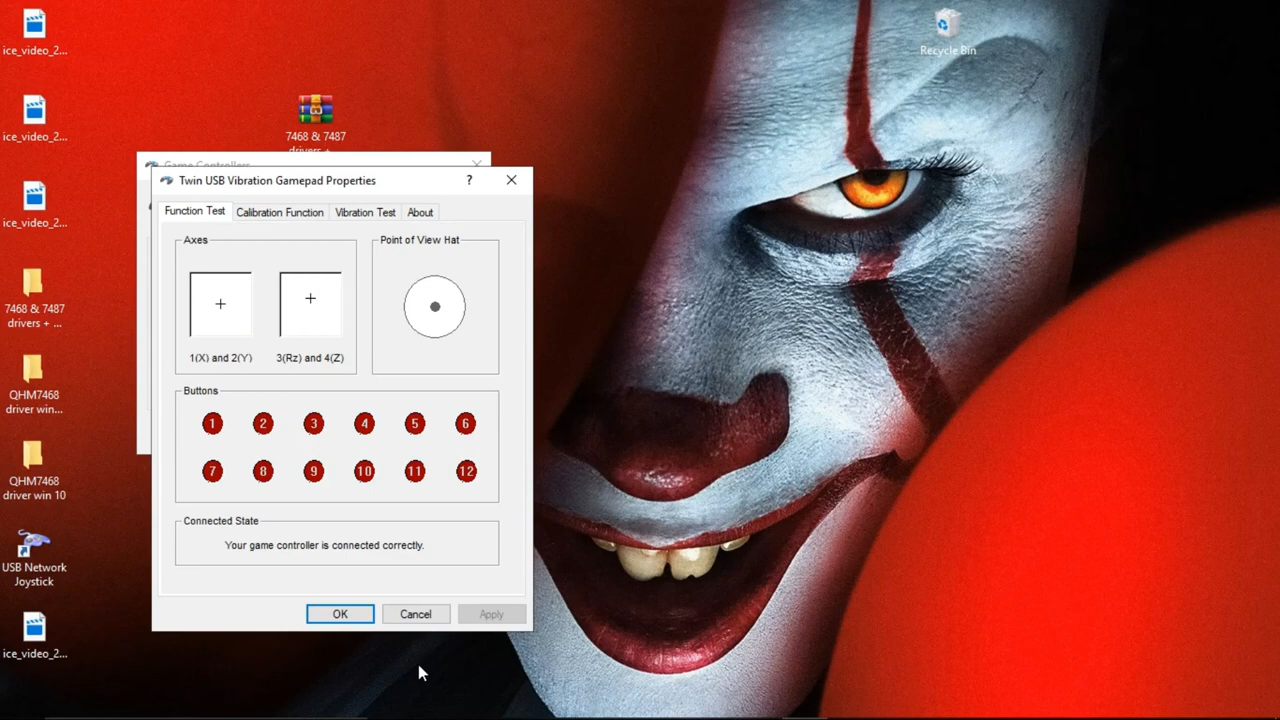 ice_video_2...
ice_video_2...
ice_video_2...
7468 & 7487
drivers + ...
QHM7468
driver win...
QHM7468
driver win 10
USB Network
Joystick
ice_video_2...
7468 & 7487
drivers +
Recycle Bin
Game Controllers
Twin USB Vibration Gamepad Properties
?
Function Test
Calibration Function
Vibration Test
About
Axes
Point of View Hat
1(X) and 2(Y)
3(Rz) and 4(Z)
Buttons
1 2 3 4 5 6
7 8 9 10 11 12
Connected State
Your game controller is connected correctly.
OK
Cancel
Apply